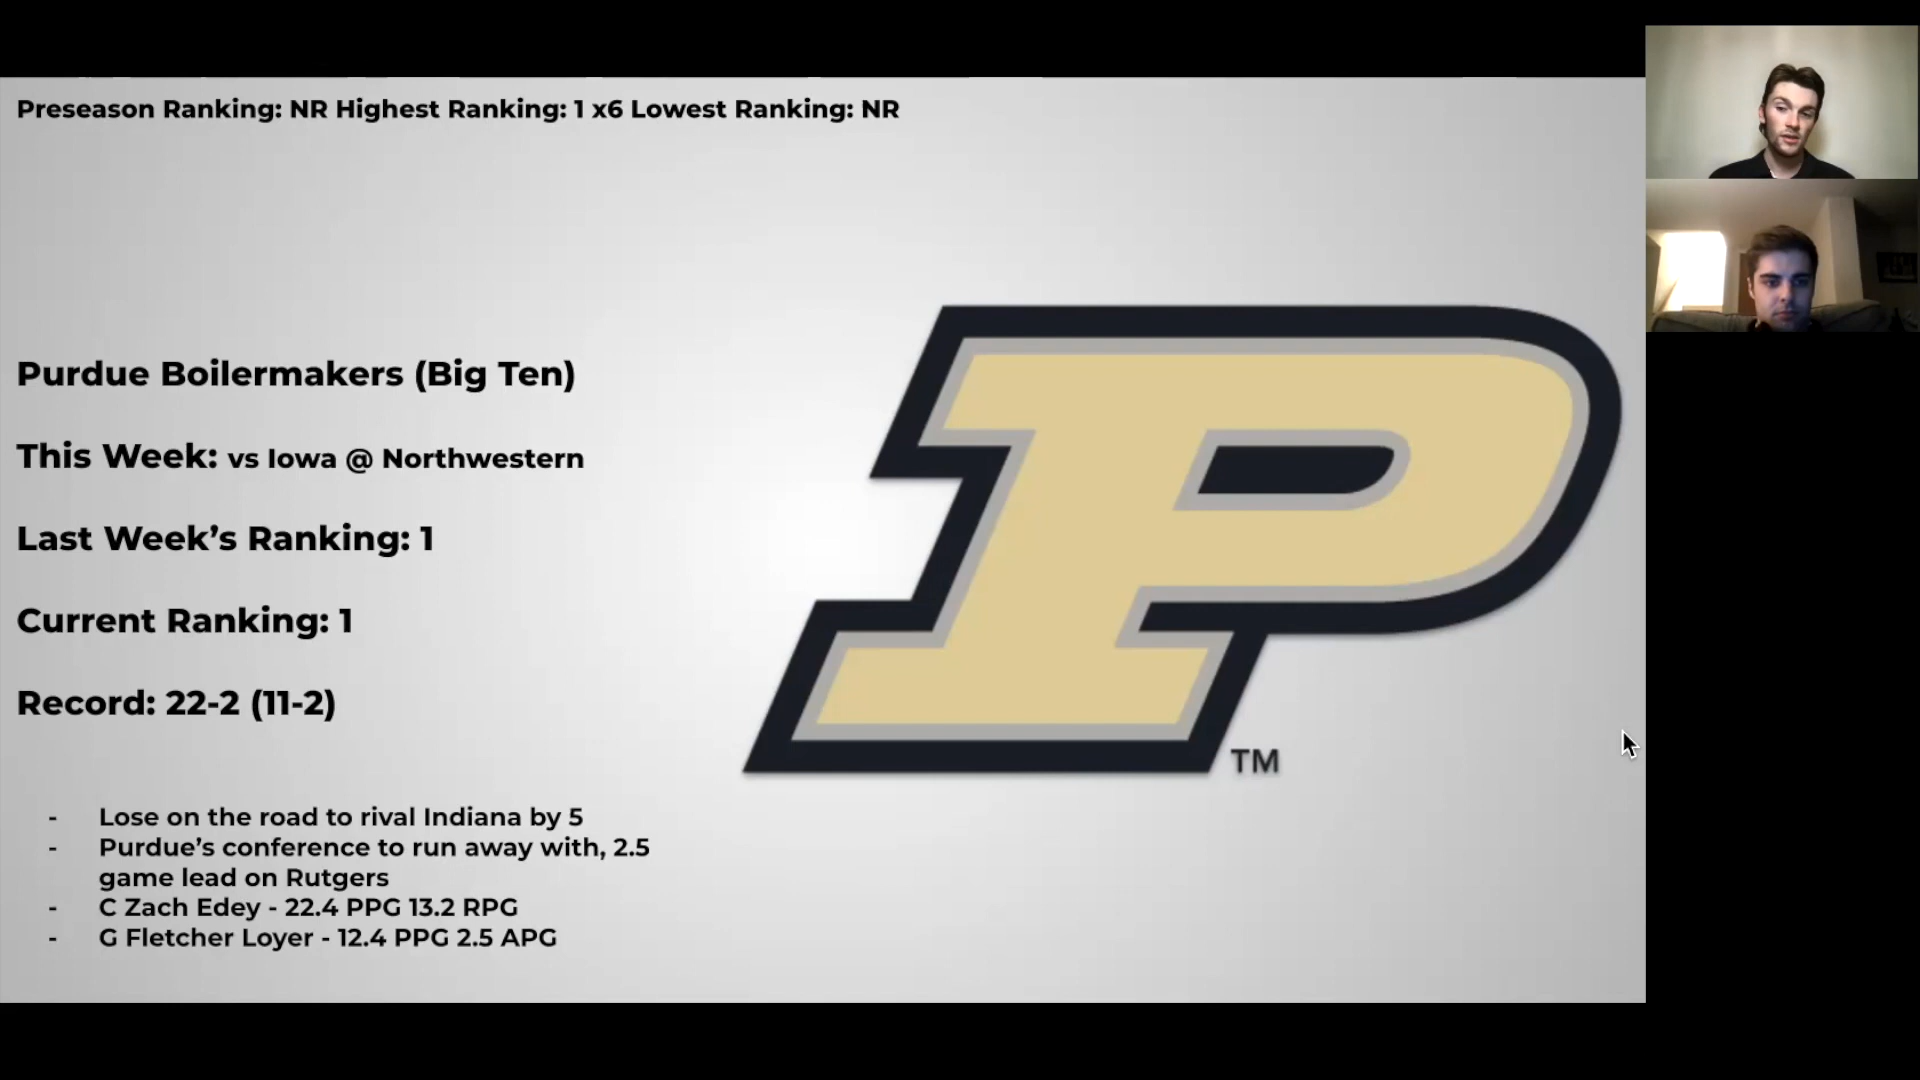 Preseason Ranking: NR Highest Ranking: 1 x6 Lowest Ranking: NR
Purdue Boilermakers (Big Ten)
This Week: vs Iowa @ Northwestern
Last Week’s Ranking: 1
Current Ranking: 1
Record: 22-2 (11-2)
- Lose on the road to rival Indiana by 5
- Purdue’s conference to run away with, 2.5
game lead on Rutgers
- C Zach Edey - 22.4 PPG 13.2 RPG
- G Fletcher Loyer - 12.4 PPG 2.5 APG
P
TM